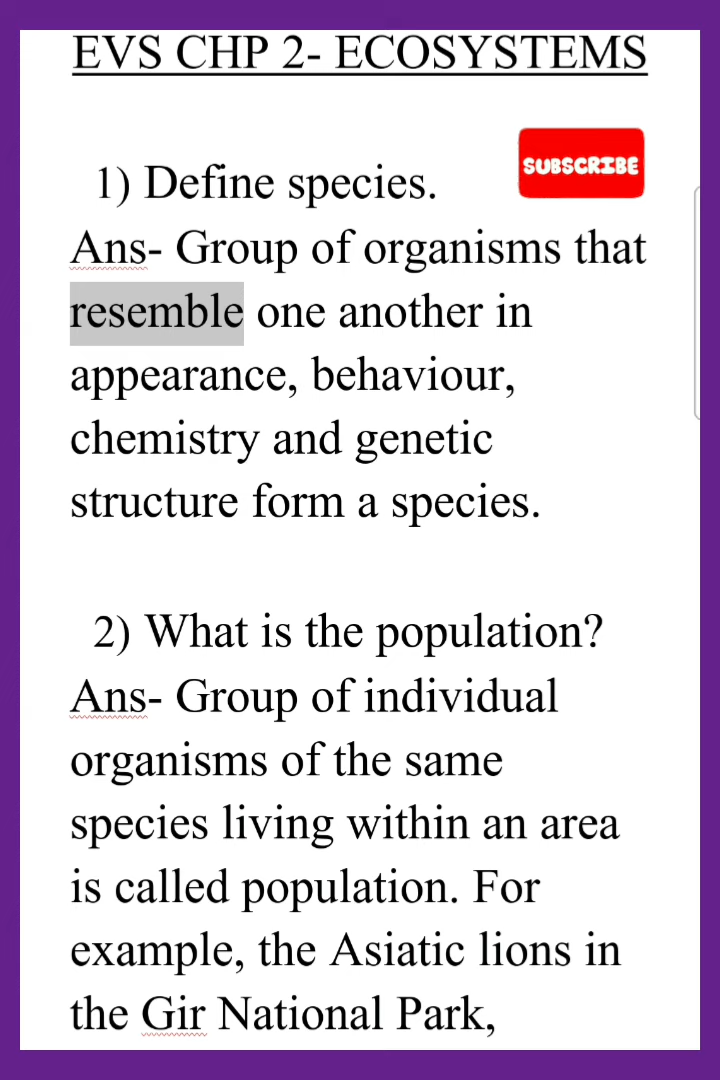 EVS CHP 2- ECOSYSTEMS
SUBSCRIBE
1) Define species.
Ans- Group of organisms that
resemble one another in
appearance, behaviour,
chemistry and genetic
structure form a species.
2) What is the population?
Ans- Group of individual
organisms of the same
species living within an area
is called population. For
example, the Asiatic lions in
the Gir National Park,